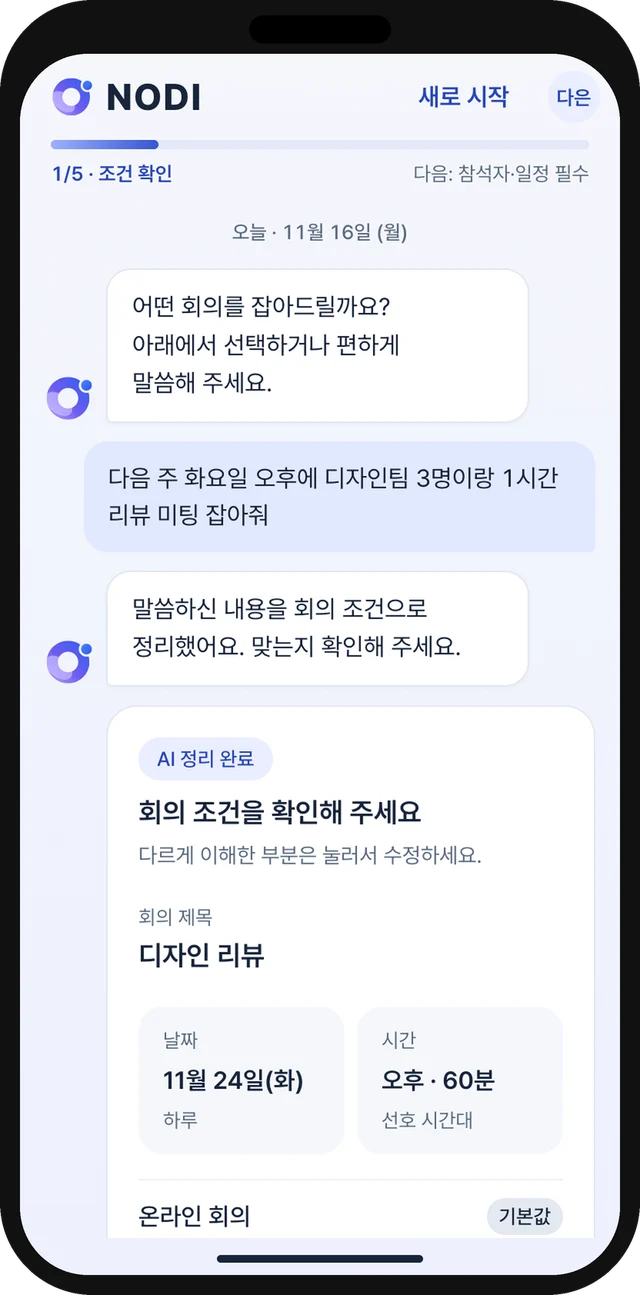 NODI
새로 시작
다은
1/5 · 조건 확인
다음: 참석자·일정 필수
오늘 · 11월 16일 (월)
어떤 회의를 잡아드릴까요?
아래에서 선택하거나 편하게
말씀해 주세요.
다음 주 화요일 오후에 디자인팀 3명이랑 1시간
리뷰 미팅 잡아줘
말씀하신 내용을 회의 조건으로
정리했어요. 맞는지 확인해 주세요.
AI 정리 완료
회의 조건을 확인해 주세요
다르게 이해한 부분은 눌러서 수정하세요.
회의 제목
디자인 리뷰
날짜
11월 24일(화)
하루
시간
오후 · 60분
선호 시간대
온라인 회의
기본값